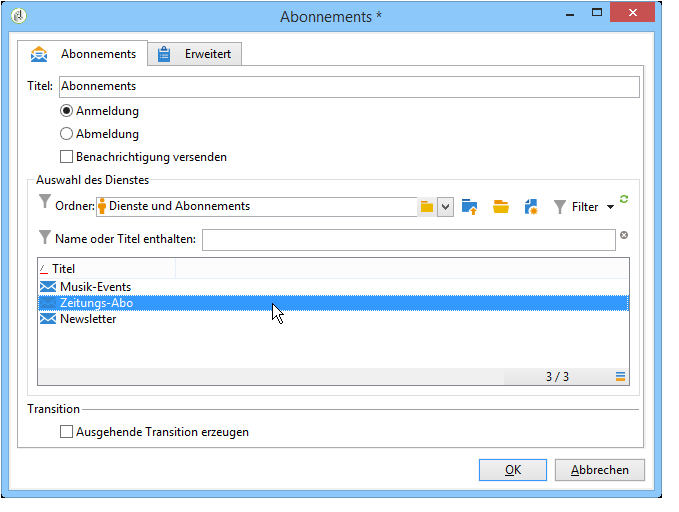 Abonnements *
Abonnements Erweitert
Titel: Abonnements
Anmeldung
Abmeldung
Benachrichtigung versenden
Auswahl des Dienstes
Ordner: Dienste und Abonnements Filter
Name oder Titel enthalten:
Titel
Musik-Events
Zeitungs-Abo
Newsletter
3 / 3
Transition
Ausgehende Transition erzeugen
OK Abbrechen